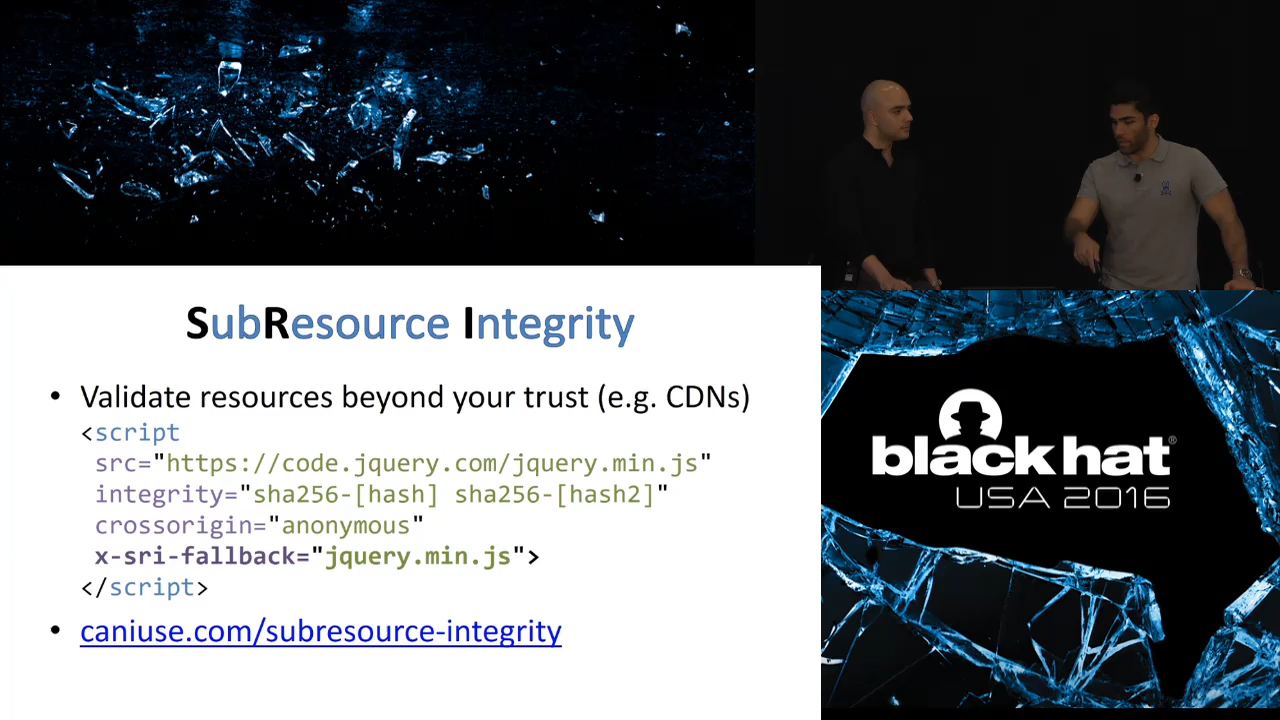 SubResource Integrity
• Validate resources beyond your trust (e.g. CDNs)
<script
src="https://code.jquery.com/jquery.min.js"
integrity="sha256-[hash] sha256-[hash2]"
crossorigin="anonymous"
x-sri-fallback="jquery.min.js">
</script>
• caniuse.com/subresource-integrity
black hat®
USA 2016